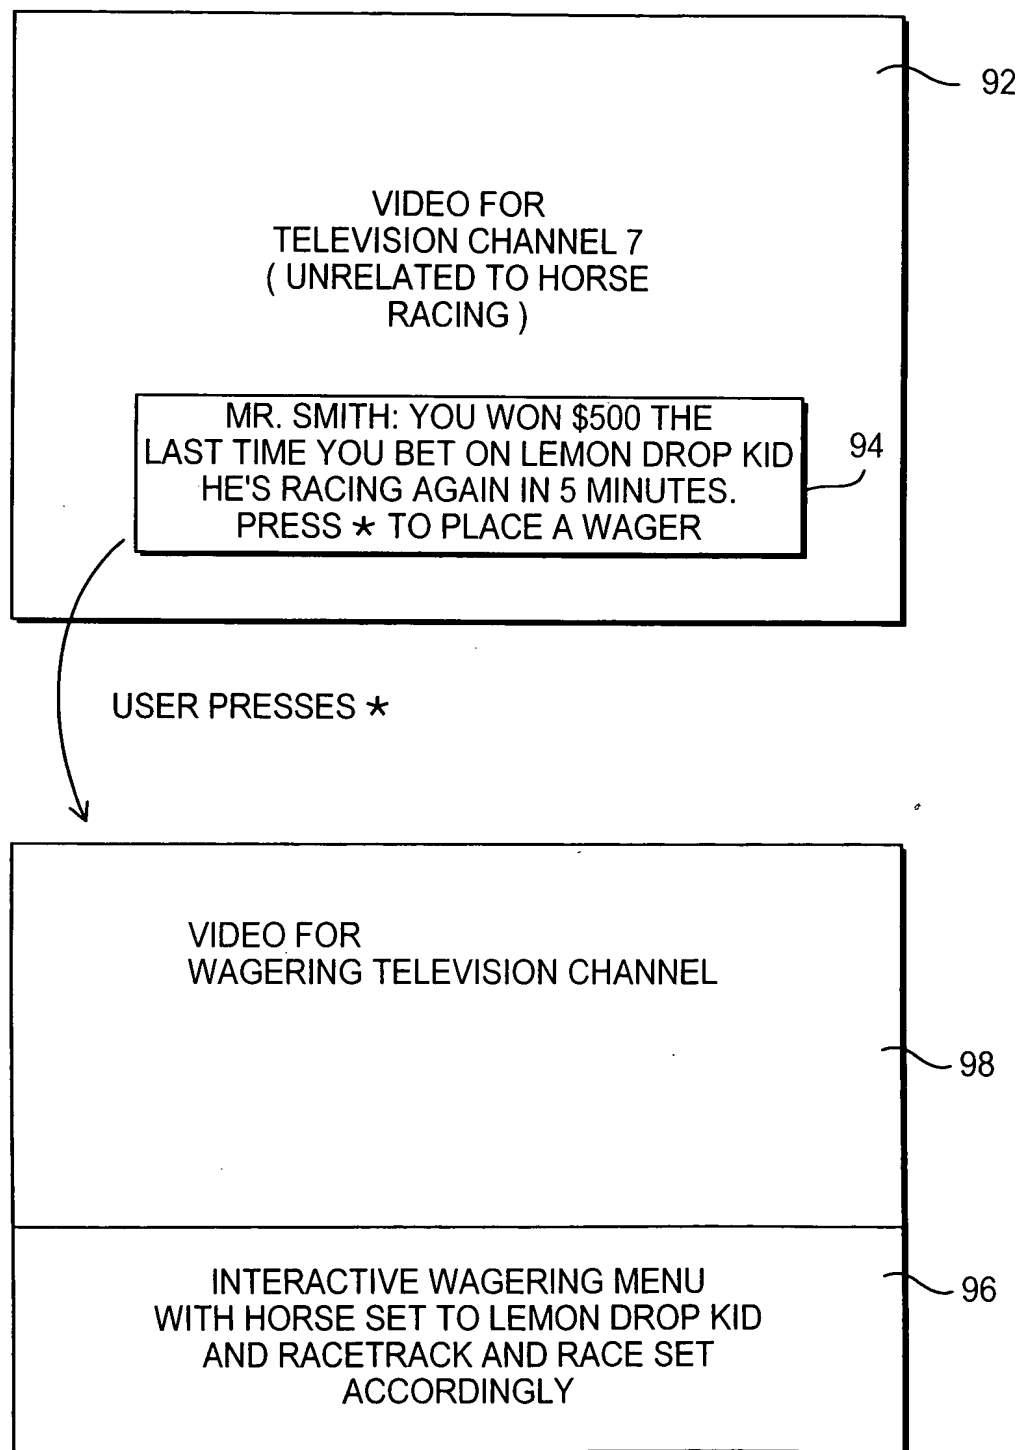 92
VIDEO FOR
TELEVISION CHANNEL 7
( UNRELATED TO HORSE
RACING )
MR. SMITH: YOU WON $500 THE
LAST TIME YOU BET ON LEMON DROP KID
HE'S RACING AGAIN IN 5 MINUTES.
PRESS * TO PLACE A WAGER
94
USER PRESSES *
VIDEO FOR
WAGERING TELEVISION CHANNEL
98
INTERACTIVE WAGERING MENU
WITH HORSE SET TO LEMON DROP KID
AND RACETRACK AND RACE SET
ACCORDINGLY
96